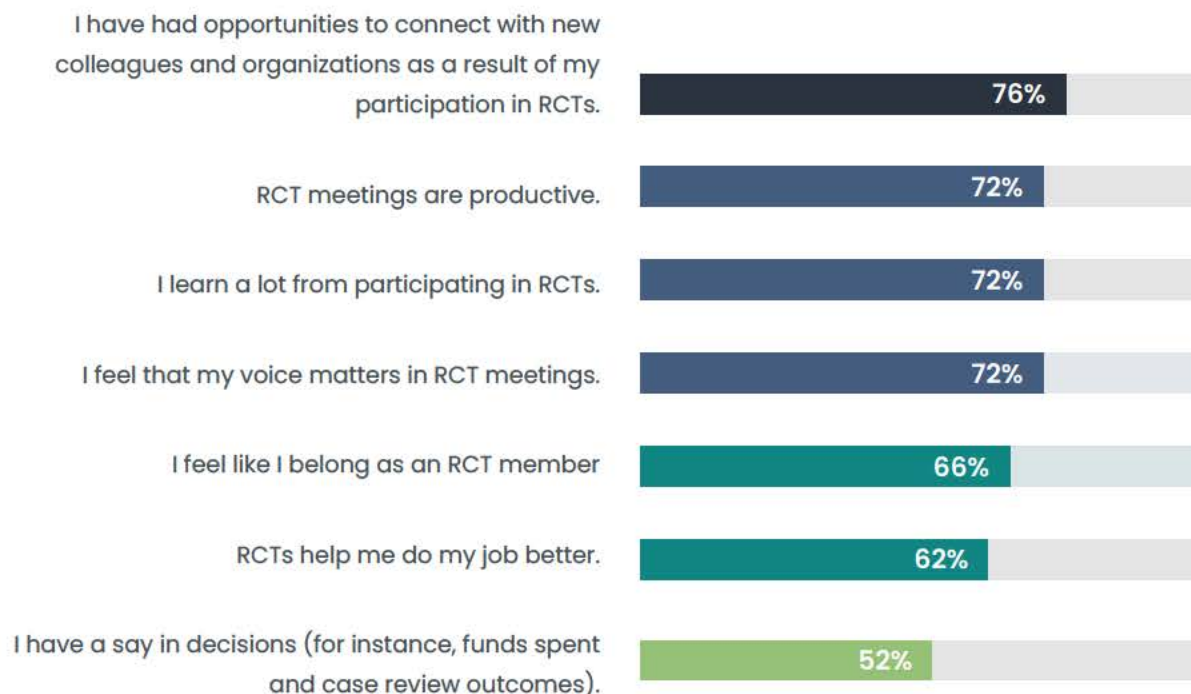 I have had opportunities to connect with new
colleagues and organizations as a result of my
participation in RCTs.
76%
RCT meetings are productive.
72%
I learn a lot from participating in RCTs.
72%
I feel that my voice matters in RCT meetings.
72%
I feel like I belong as an RCT member
66%
RCTs help me do my job better.
62%
I have a say in decisions (for instance, funds spent
and case review outcomes).
52%